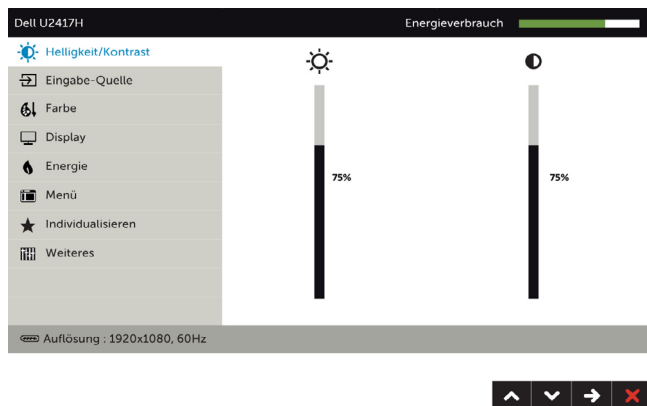 Dell U2417H
Energieverbrauch
Helligkeit/Kontrast
Eingabe-Quelle
Farbe
Display
Energie
Menü
Individualisieren
Weiteres
75%
75%
Auflösung : 1920x1080, 60Hz